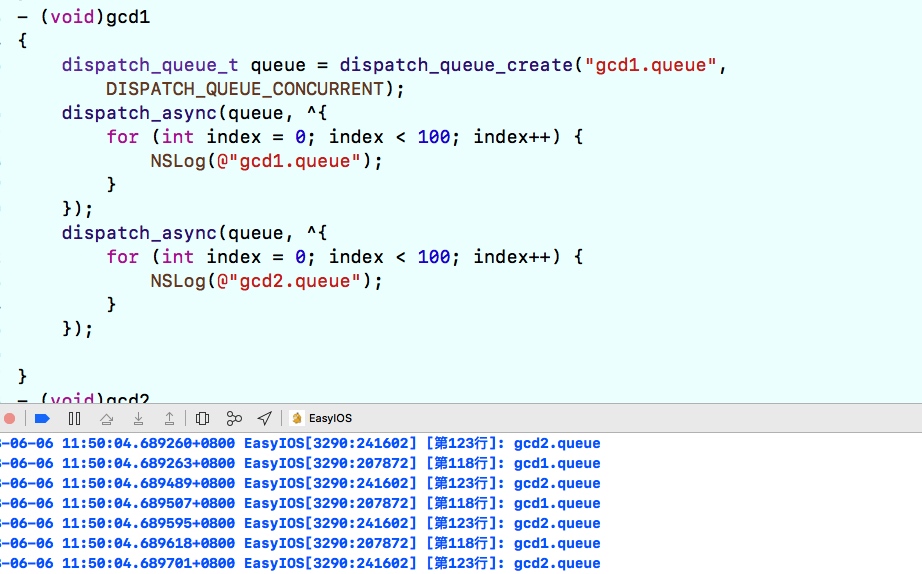 - (void)gcd1
{
dispatch_queue_t queue = dispatch_queue_create("gcd1.queue",
DISPATCH_QUEUE_CONCURRENT);
dispatch_async(queue, ^{
for (int index = 0; index < 100; index++) {
NSLog(@"gcd1.queue");
}
});
dispatch_async(queue, ^{
for (int index = 0; index < 100; index++) {
NSLog(@"gcd2.queue");
}
});
}
- (void)gcd2
EasyIOS
-06-06 11:50:04.689260+0800 EasyIOS[3290:241602] [第123行]: gcd2.queue
-06-06 11:50:04.689263+0800 EasyIOS[3290:207872] [第118行]: gcd1.queue
-06-06 11:50:04.689489+0800 EasyIOS[3290:241602] [第123行]: gcd2.queue
-06-06 11:50:04.689507+0800 EasyIOS[3290:207872] [第118行]: gcd1.queue
-06-06 11:50:04.689595+0800 EasyIOS[3290:241602] [第123行]: gcd2.queue
-06-06 11:50:04.689618+0800 EasyIOS[3290:207872] [第118行]: gcd1.queue
-06-06 11:50:04.689701+0800 EasyIOS[3290:241602] [第123行]: gcd2.queue